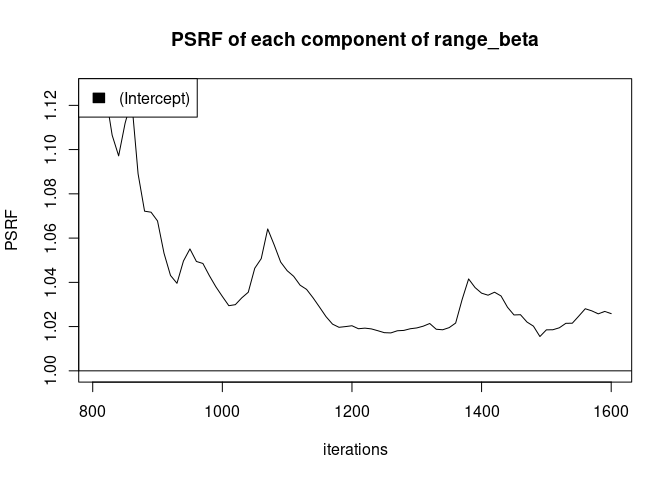 PSRF of each component of range_beta
(Intercept)
PSRF
1.12
1.10
1.08
1.06
1.04
1.02
1.00
800 1000 1200 1400 1600
iterations